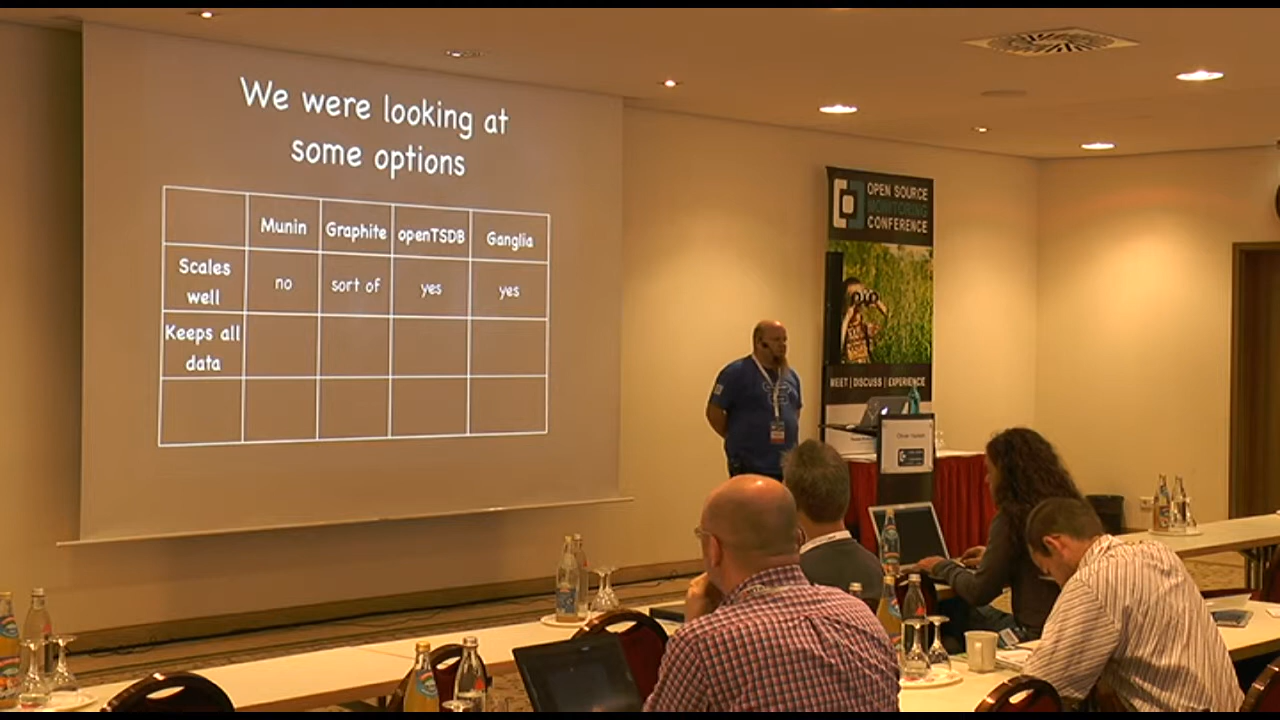 We were looking at
some options
Munin Graphite openTSDB Ganglia
Scales
well
no sort of yes yes
Keeps all
data
OPEN SOURCE
MONITORING
CONFERENCE
MEET | DISCUSS | EXPERIENCE